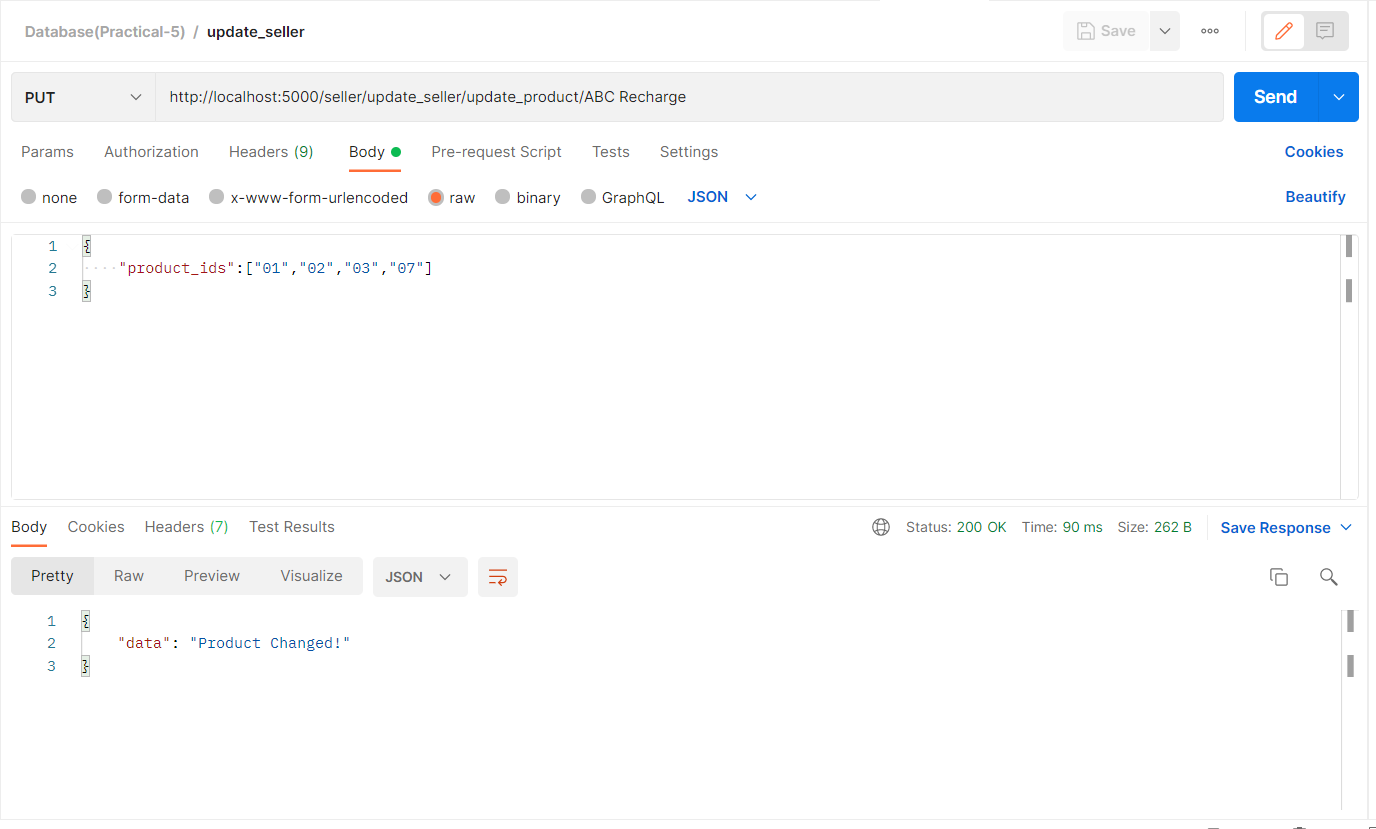 Database(Practical-5) / update_seller
Save
PUT
http://localhost:5000/seller/update_seller/update_product/ABC Recharge
Send
Params Authorization Headers (9) Body Pre-request Script Tests Settings Cookies
none form-data x-www-form-urlencoded raw binary GraphQL JSON Beautify
1 {
2 ····"product_ids":["01","02","03","07"]
3 }
Body Cookies Headers (7) Test Results Status: 200 OK Time: 90 ms Size: 262 B Save Response
Pretty Raw Preview Visualize JSON
1 {
2 "data": "Product Changed!"
3 }